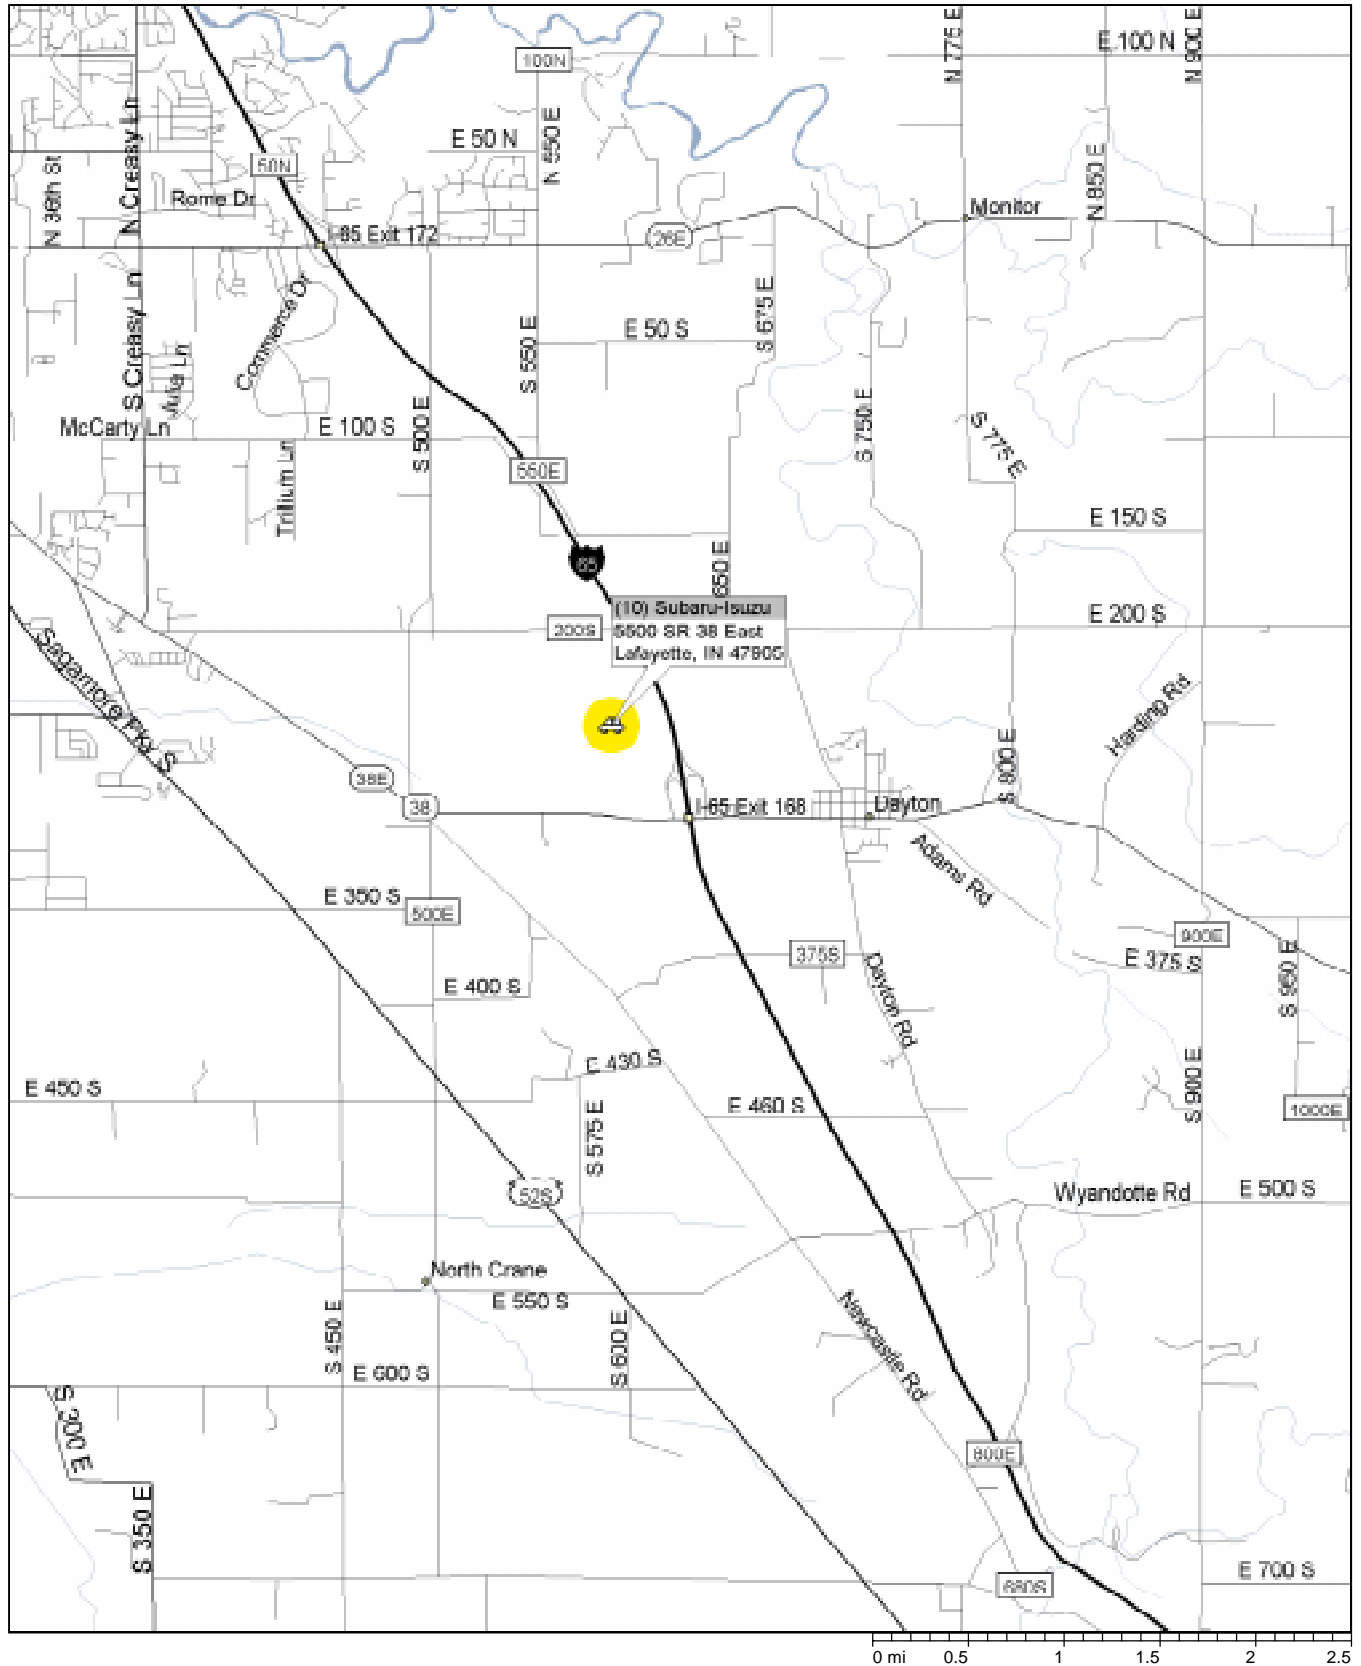 N 775 E
E 100 N
N 900 E
100N
N Creasy Ln
E 50 N
N 550 E
50N
N 36th St
Rome Dr
N 850 E
Monitor
I-65 Exit 172
26E
S Creasy Ln
Commerce Dr
S 550 E
E 50 S
S 675 E
Julia Ln
S 750 E
McCarty Ln
E 100 S
S 500 E
S 775 E
550E
Trillium Ln
E 150 S
65
650 E
(10) Subaru-Isuzu
5500 SR 38 East
Lafayette, IN 47905
200S
E 200 S
Sagamore Pky S
Harding Rd
S 800 E
38E
38
I-65 Exit 168
Dayton
Adams Rd
E 350 S
500E
900E
375S
E 375 S
S 950 E
Dayton Rd
E 400 S
E 430 S
E 450 S
E 460 S
S 900 E
1000E
S 575 E
52S
Wyandotte Rd
E 500 S
North Crane
E 550 S
S 450 E
S 600 E
Newcastle Rd
E 600 S
S 300 E
800E
S 350 E
E 700 S
680S
0 mi 0.5 1 1.5 2 2.5